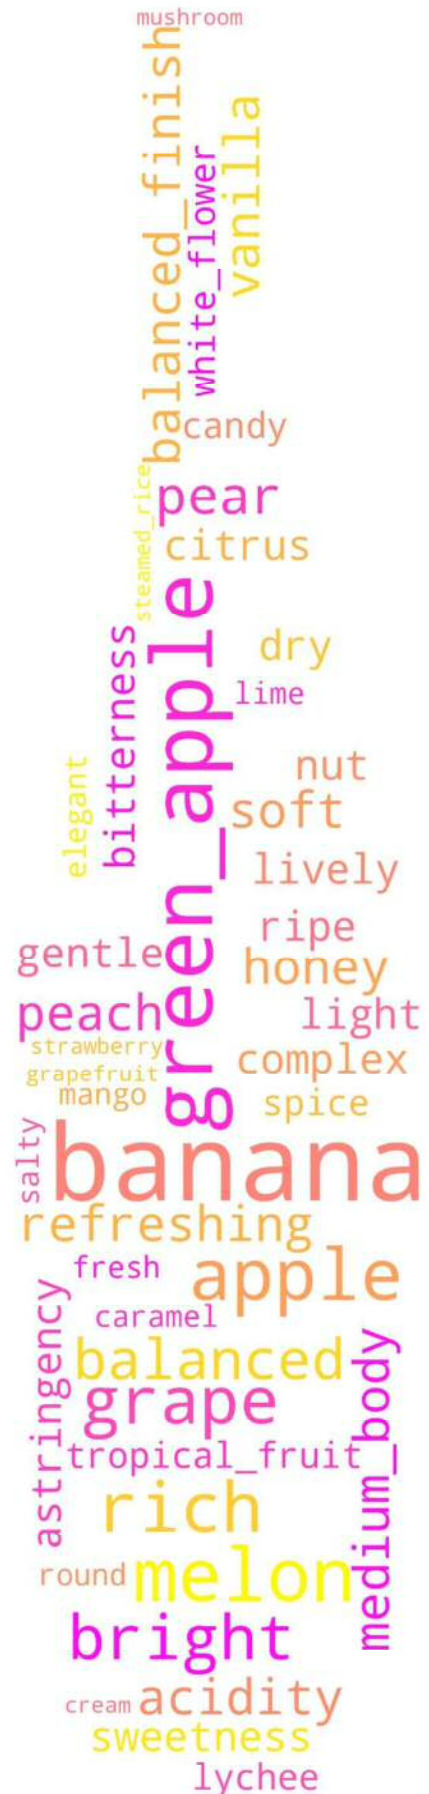 mushroom
balanced_finish
white_flower
vanilla
candy
steamed_rice
pear
citrus
green_apple
bitterness
dry
lime
elegant
nut
soft
lively
ripe
gentle
honey
peach
light
strawberry
complex
grapefruit
mango
spice
salty
banana
refreshing
fresh
apple
astringency
caramel
balanced
medium_body
grape
tropical_fruit
rich
round
melon
bright
cream
acidity
sweetness
lychee